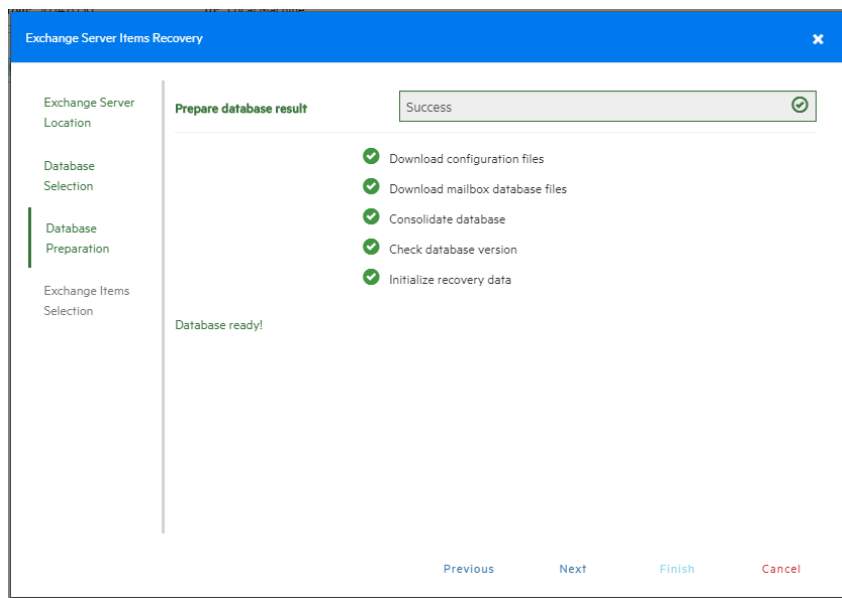 Exchange Server Items Recovery
Exchange Server
Location
Database
Selection
Database
Preparation
Exchange Items
Selection
Prepare database result
Success
Download configuration files
Download mailbox database files
Consolidate database
Check database version
Initialize recovery data
Database ready!
Previous
Next
Finish
Cancel